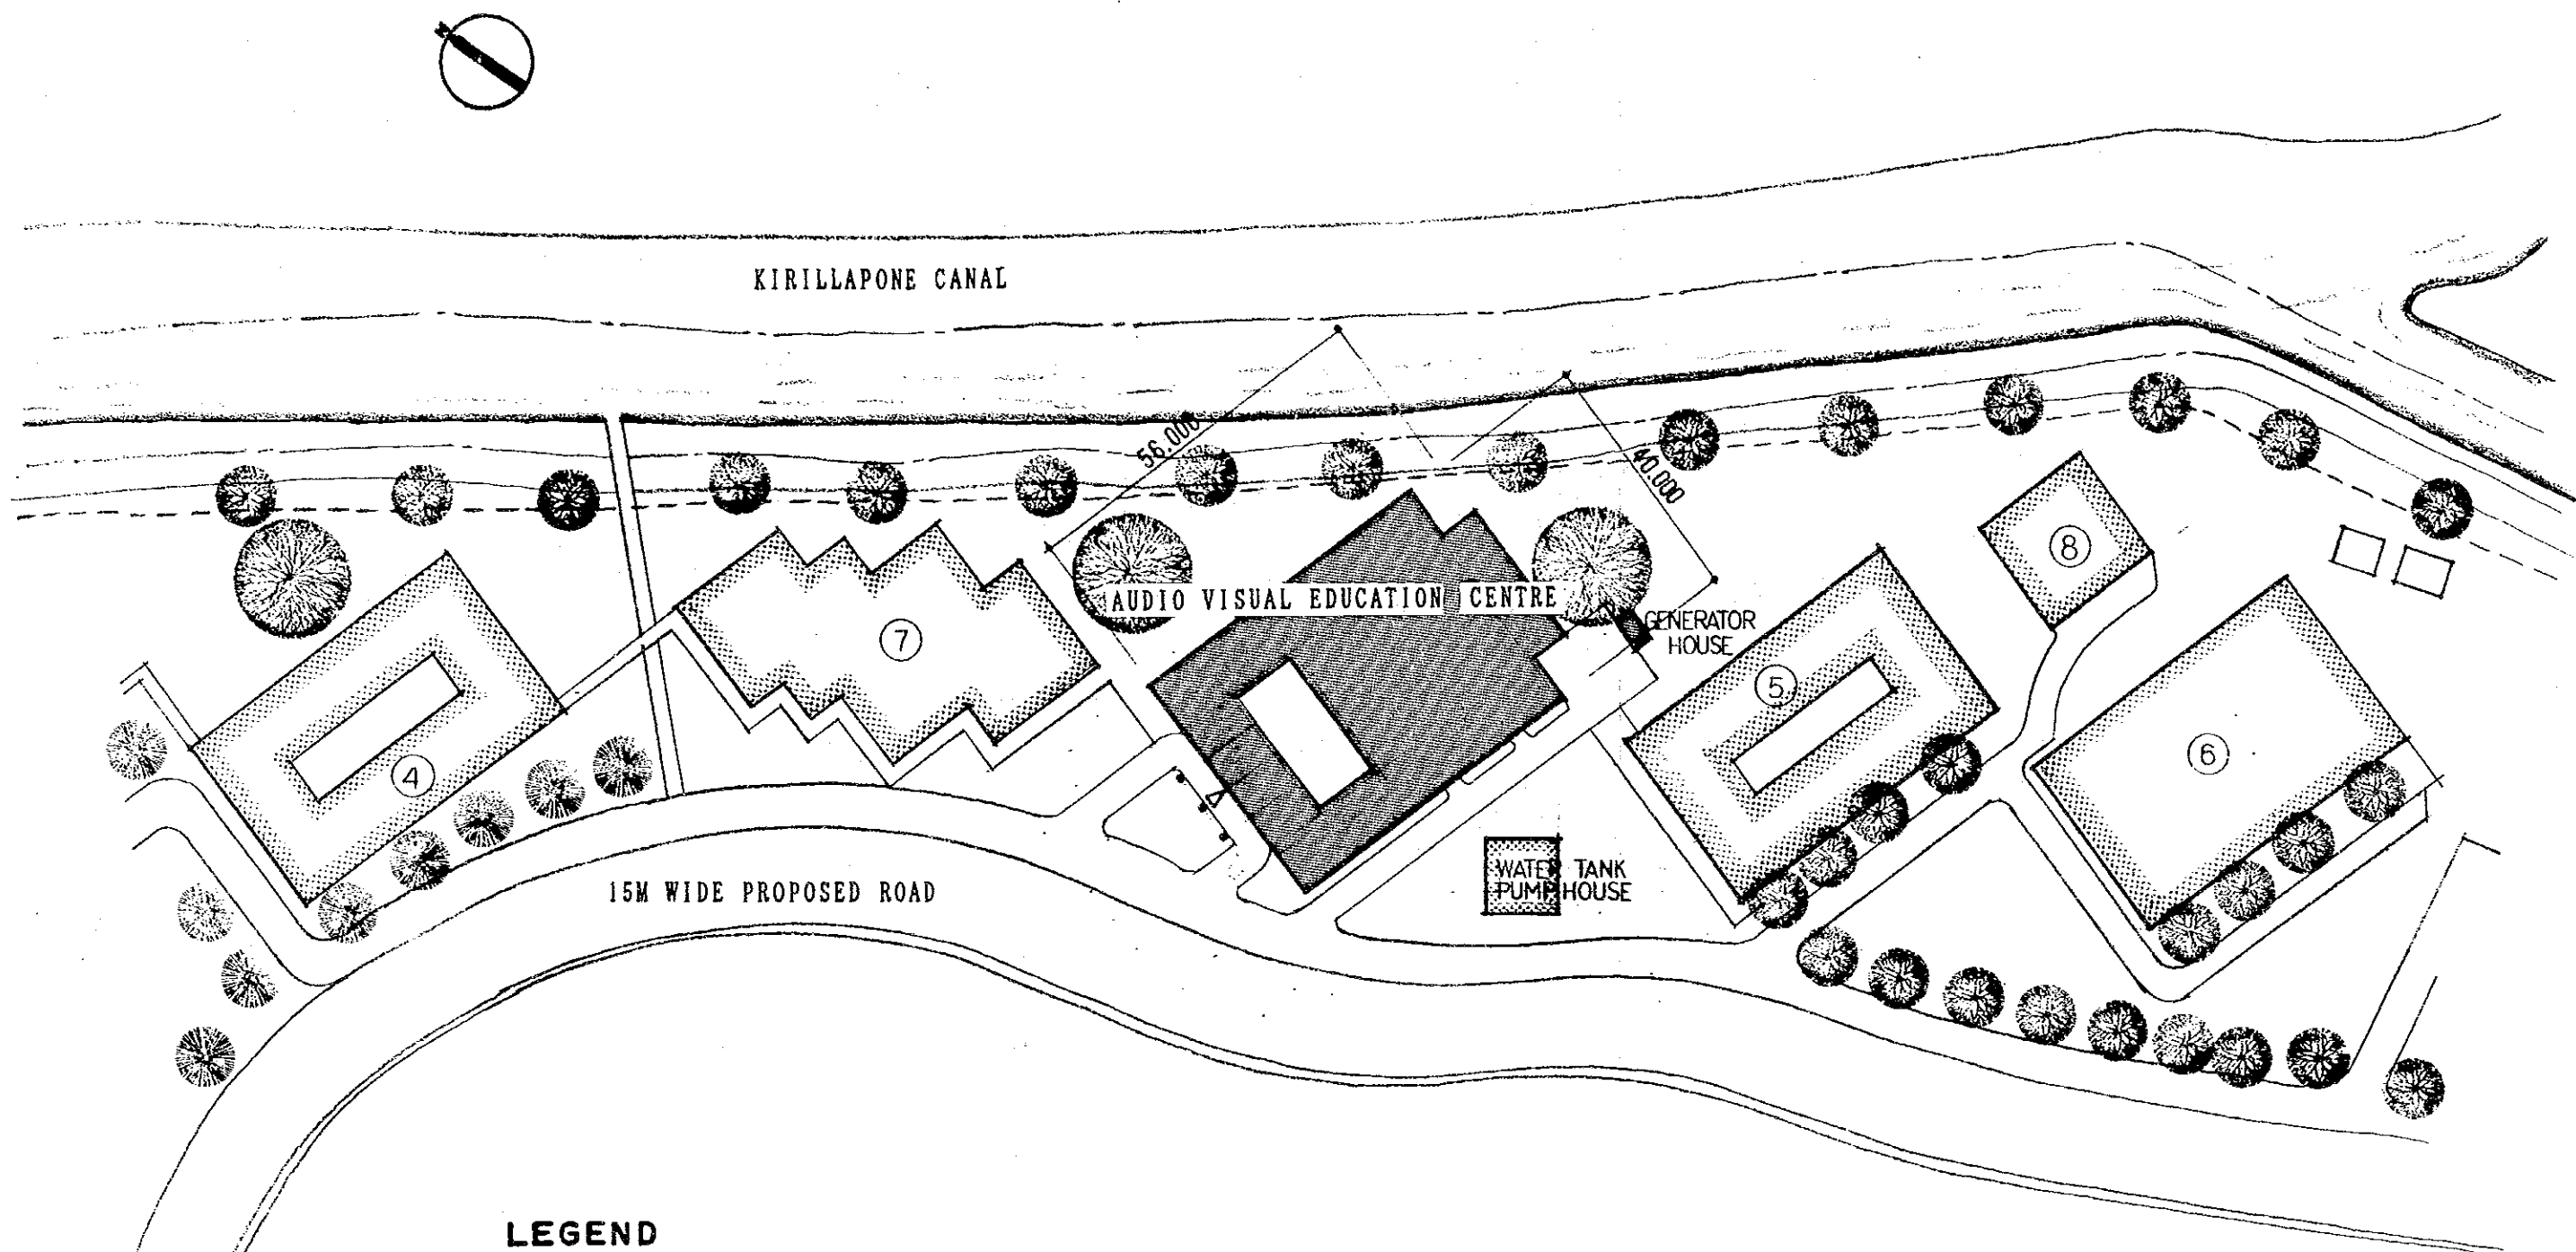 N
KIRILLAPONE CANAL
56.000
40.000
8
AUDIO VISUAL EDUCATION CENTRE
GENERATOR
HOUSE
7
5
6
4
WATER TANK
PUMP HOUSE
15M WIDE PROPOSED ROAD
LEGEND